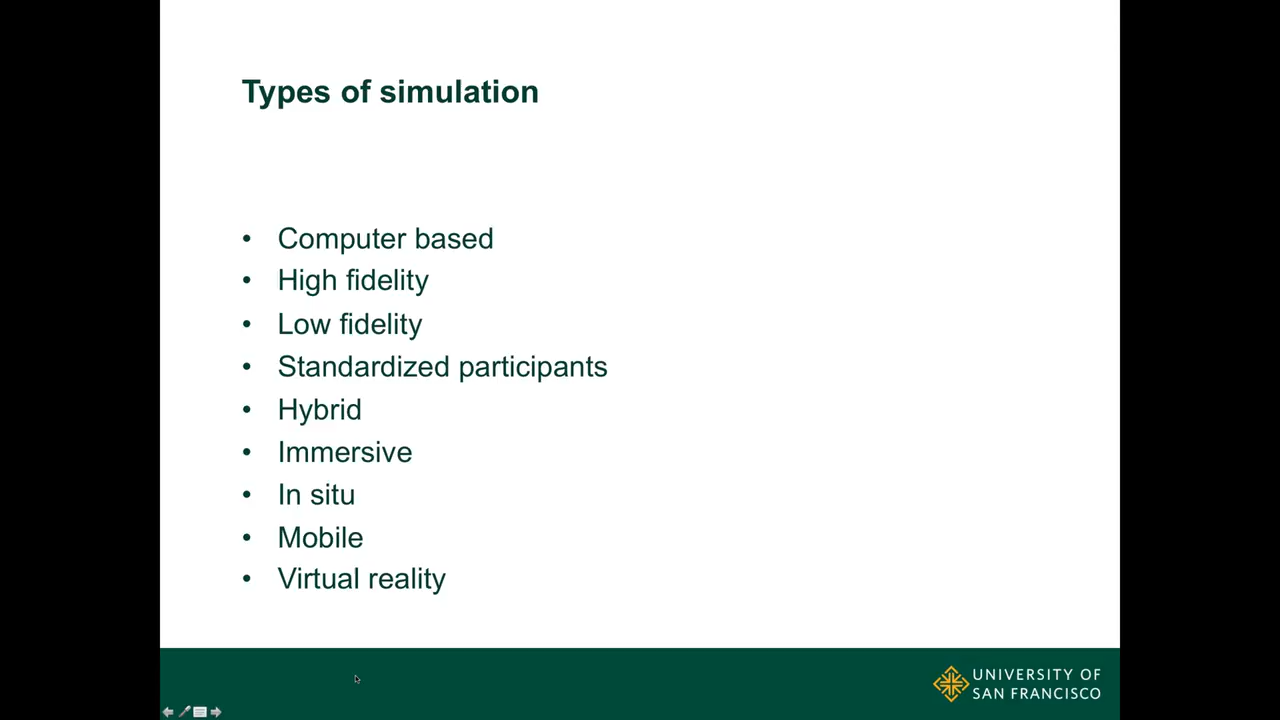 Types of simulation
• Computer based
• High fidelity
• Low fidelity
• Standardized participants
• Hybrid
• Immersive
• In situ
• Mobile
• Virtual reality
UNIVERSITY OF
SAN FRANCISCO